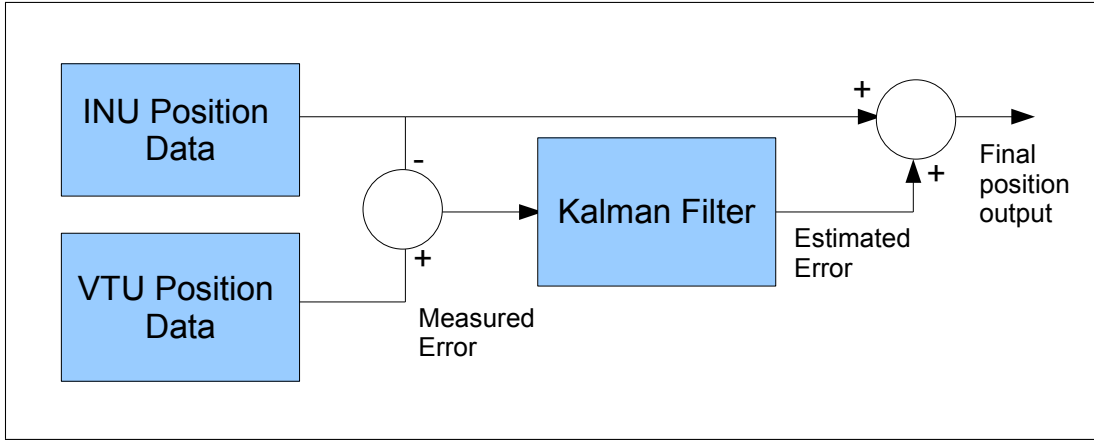 INU Position
Data
+
-
Kalman Filter
+
Final
position
output
VTU Position
Data
+
Measured
Error
Estimated
Error